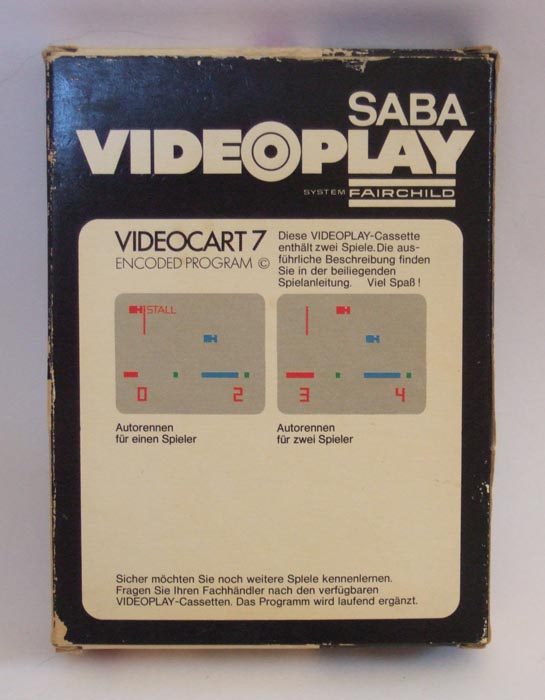 SABA
VIDEOPLAY
SYSTEM FAIRCHILD
VIDEOCART 7
ENCODED PROGRAM ©
Diese VIDEOPLAY-Cassette
enthält zwei Spiele. Die aus-
führliche Beschreibung finden
Sie in der beiliegenden
Spielanleitung. Viel Spaß!
STALL
0 2
3 4
Autorennen
für einen Spieler
Autorennen
für zwei Spieler
Sicher möchten Sie noch weitere Spiele kennenlernen.
Fragen Sie Ihren Fachhändler nach den verfügbaren
VIDEOPLAY-Cassetten. Das Programm wird laufend ergänzt.